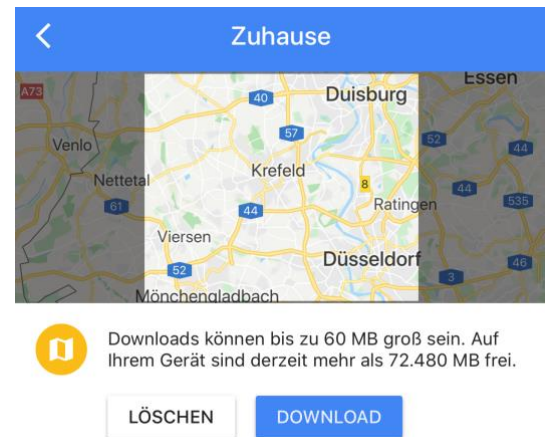 Zuhause
Essen
A73
40
Duisburg
57
52
Venlo
44
Krefeld
Nettetal
8
44
61
44
Ratingen
535
Viersen
Düsseldorf
52
3
46
Mönchengladbach
Downloads können bis zu 60 MB groß sein. Auf
Ihrem Gerät sind derzeit mehr als 72.480 MB frei.
LÖSCHEN
DOWNLOAD